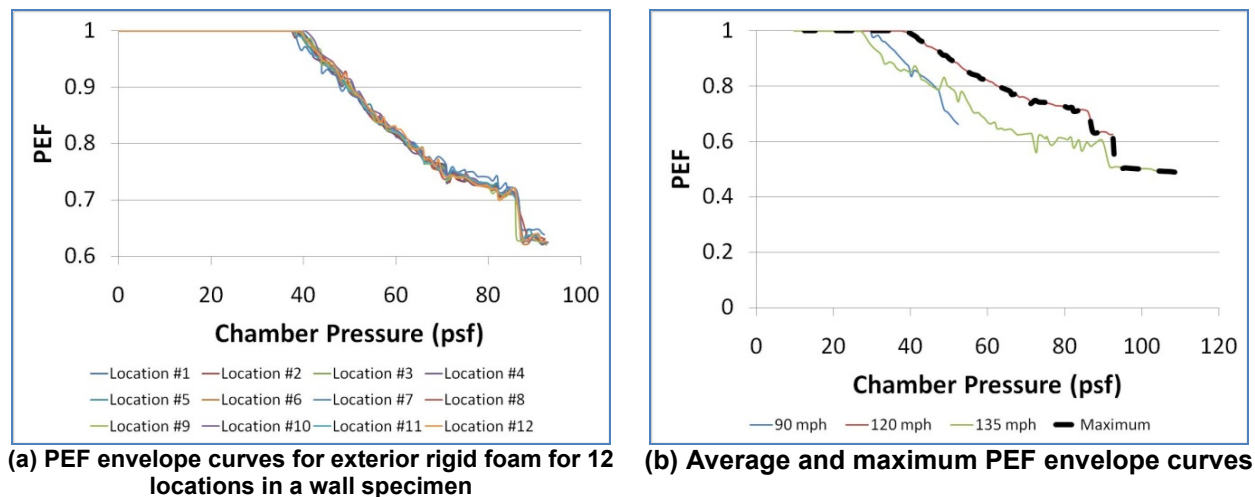 1
0.9
0.8
0.7
0.6
PEF
0 20 40 60 80 100
Chamber Pressure (psf)
Location #1 Location #2 Location #3 Location #4
Location #5 Location #6 Location #7 Location #8
Location #9 Location #10 Location #11 Location #12
(a) PEF envelope curves for exterior rigid foam for 12
locations in a wall specimen
1
0.8
0.6
0.4
0.2
0
PEF
0 20 40 60 80 100 120
Chamber Pressure (psf)
90 mph 120 mph 135 mph Maximum
(b) Average and maximum PEF envelope curves